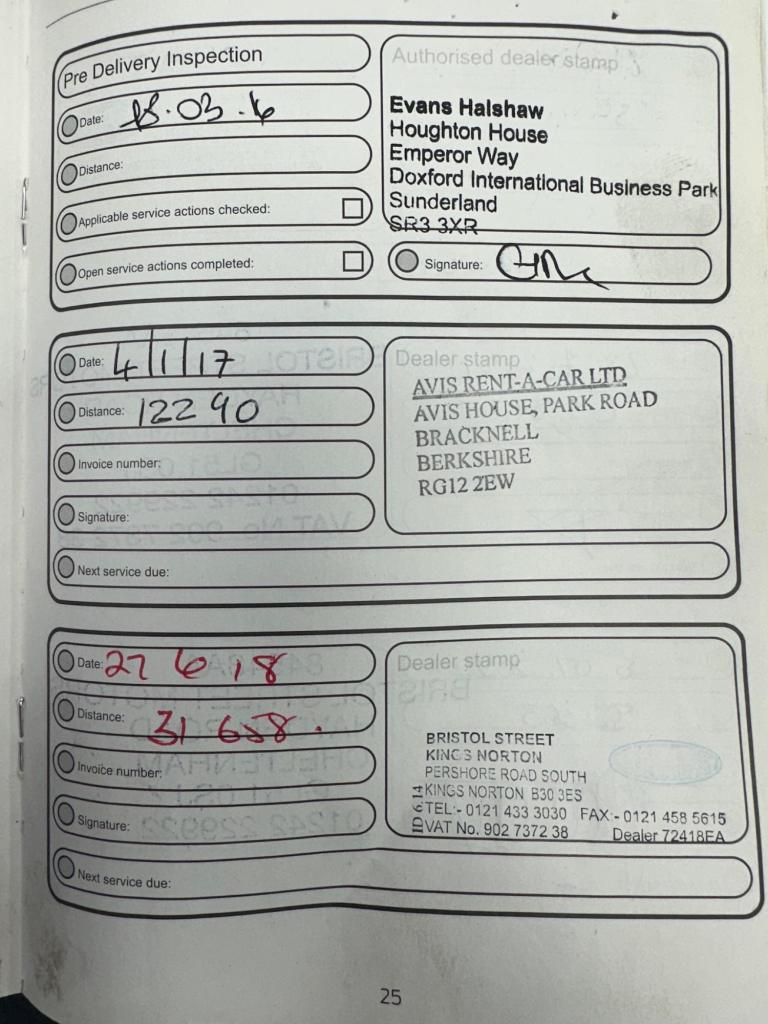 Pre Delivery Inspection
Date: 18.03.16
Distance:
Applicable service actions checked:
Open service actions completed:
Authorised dealer stamp
Evans Halshaw
Houghton House
Emperor Way
Doxford International Business Park
Sunderland
SR3 3XR
Signature:
Date: 4/1/17
Distance: 12290
Invoice number:
Signature:
Next service due:
Dealer stamp
AVIS RENT-A-CAR LTD
AVIS HOUSE, PARK ROAD
BRACKNELL
BERKSHIRE
RG12 2EW
Date: 27 6 18
Distance: 31 658.
Invoice number:
Signature:
Next service due:
Dealer stamp
BRISTOL STREET
KINGS NORTON
PERSHORE ROAD SOUTH
KINGS NORTON B30 3ES
TEL:- 0121 433 3030 FAX:- 0121 458 5615
VAT No. 902 7372 38 Dealer 72418EA
25